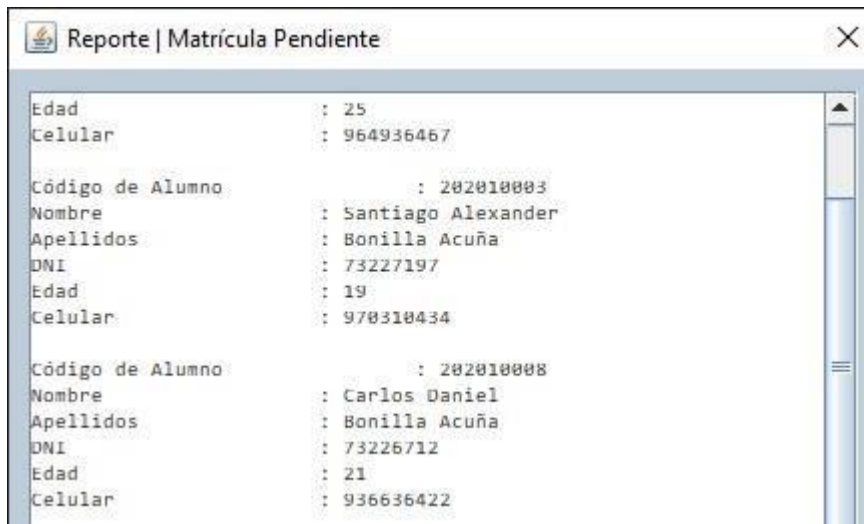 Reporte | Matrícula Pendiente
Edad : 25
Celular : 964936467
Código de Alumno : 202010003
Nombre : Santiago Alexander
Apellidos : Bonilla Acuña
DNI : 73227197
Edad : 19
Celular : 970310434
Código de Alumno : 202010008
Nombre : Carlos Daniel
Apellidos : Bonilla Acuña
DNI : 73226712
Edad : 21
Celular : 936636422